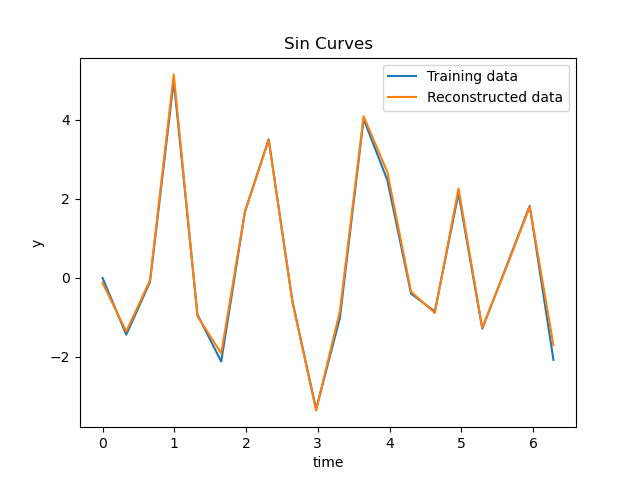 Sin Curves
Training data
Reconstructed data
4
2
0
−2
y
0 1 2 3 4 5 6
time